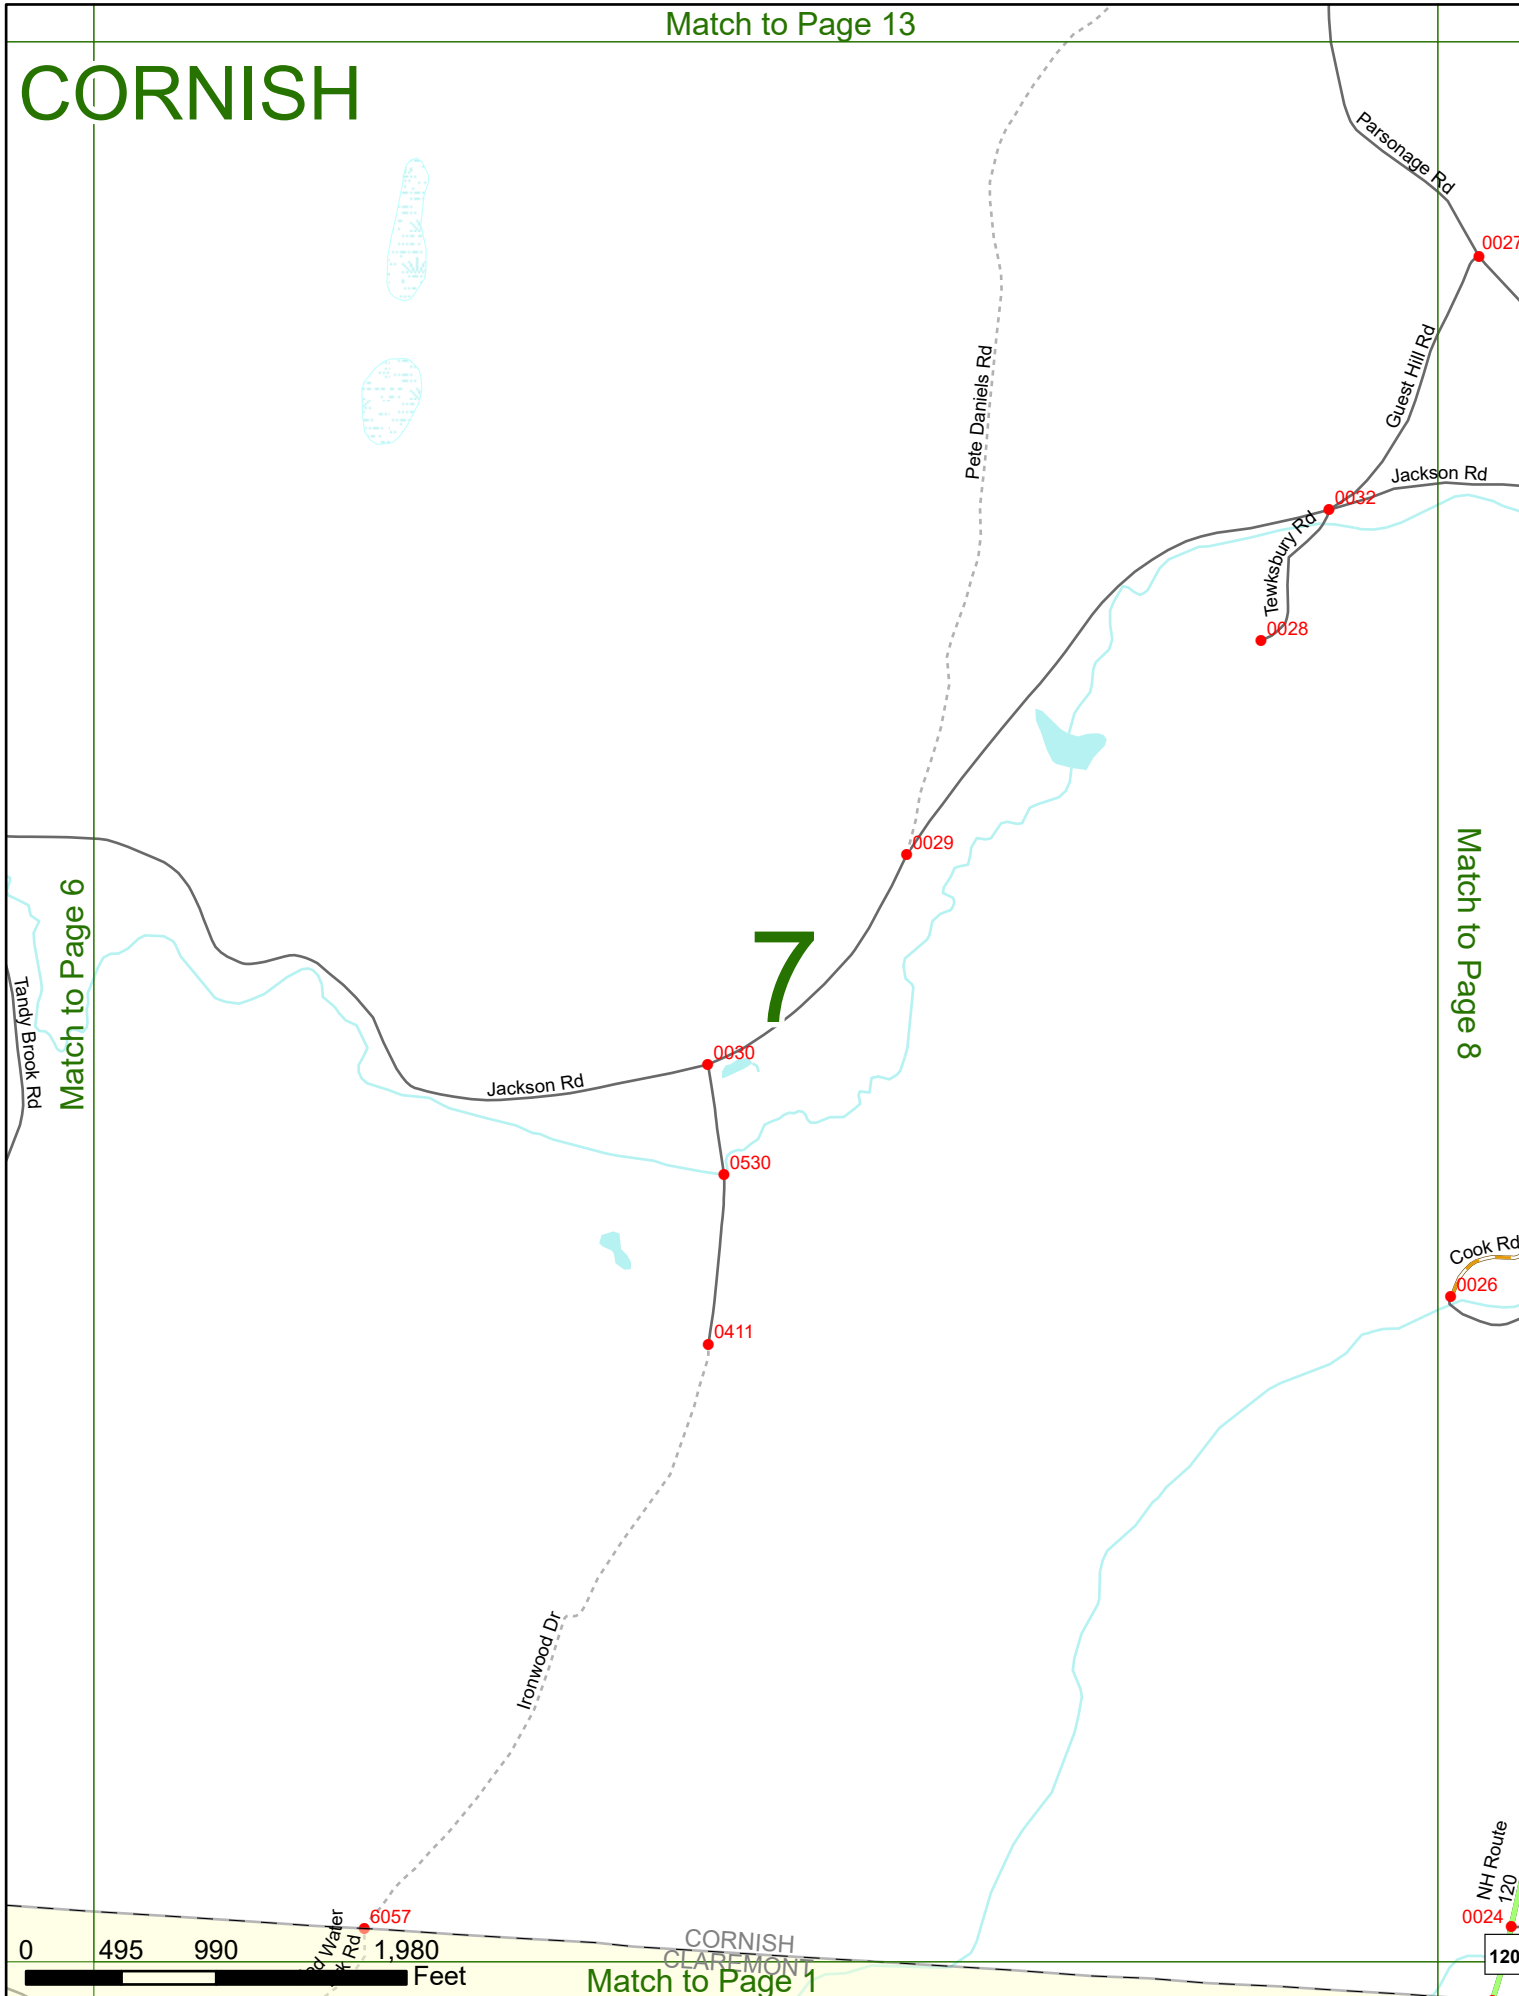 Match to Page 13
CORNISH
Parsonage Rd
0027
Guest Hill Rd
Pete Daniels Rd
Jackson Rd
0032
Tewksbury Rd
0028
0029
Match to Page 6
Match to Page 8
7
Tandy Brook Rd
0030
Jackson Rd
0530
Cook Rd
0026
0411
Ironwood Dr
NH Route
120
0024
6057
Water
Rd
CORNISH
CLAREMONT
120
0 495 990 1,980
Feet
Match to Page 1